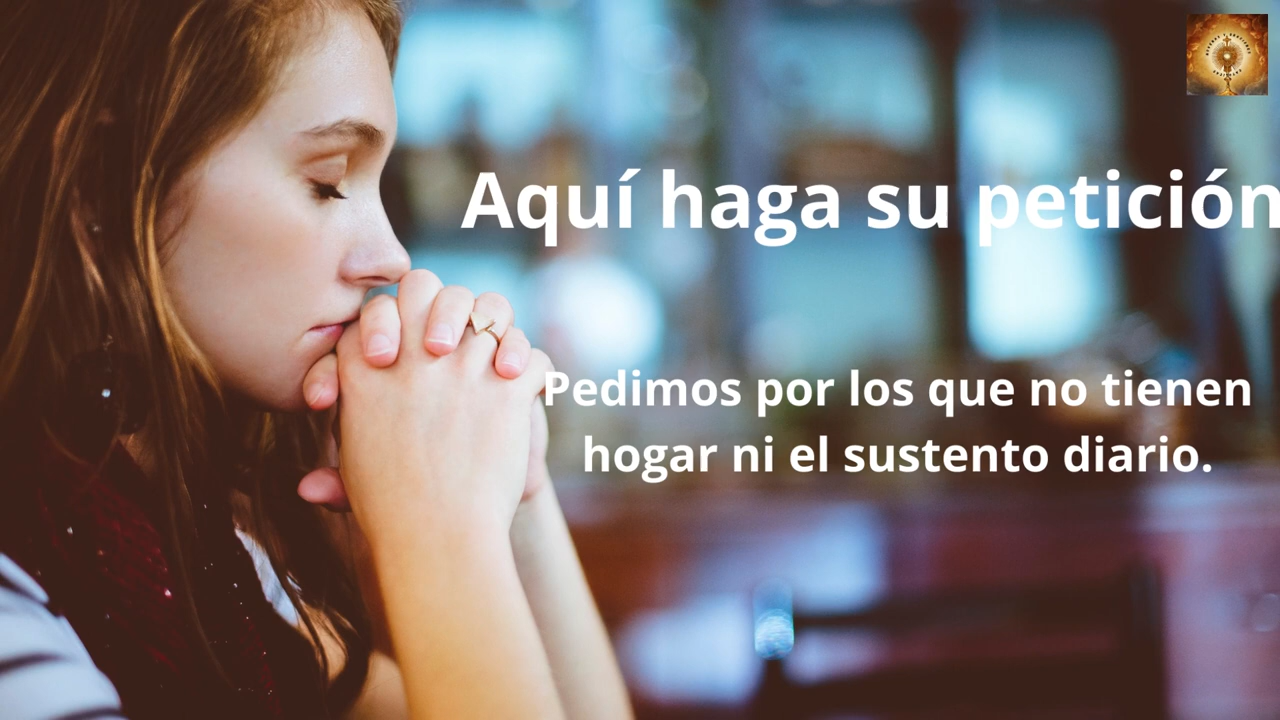 Aquí haga su petición
Pedimos por los que no tienen
hogar ni el sustento diario.